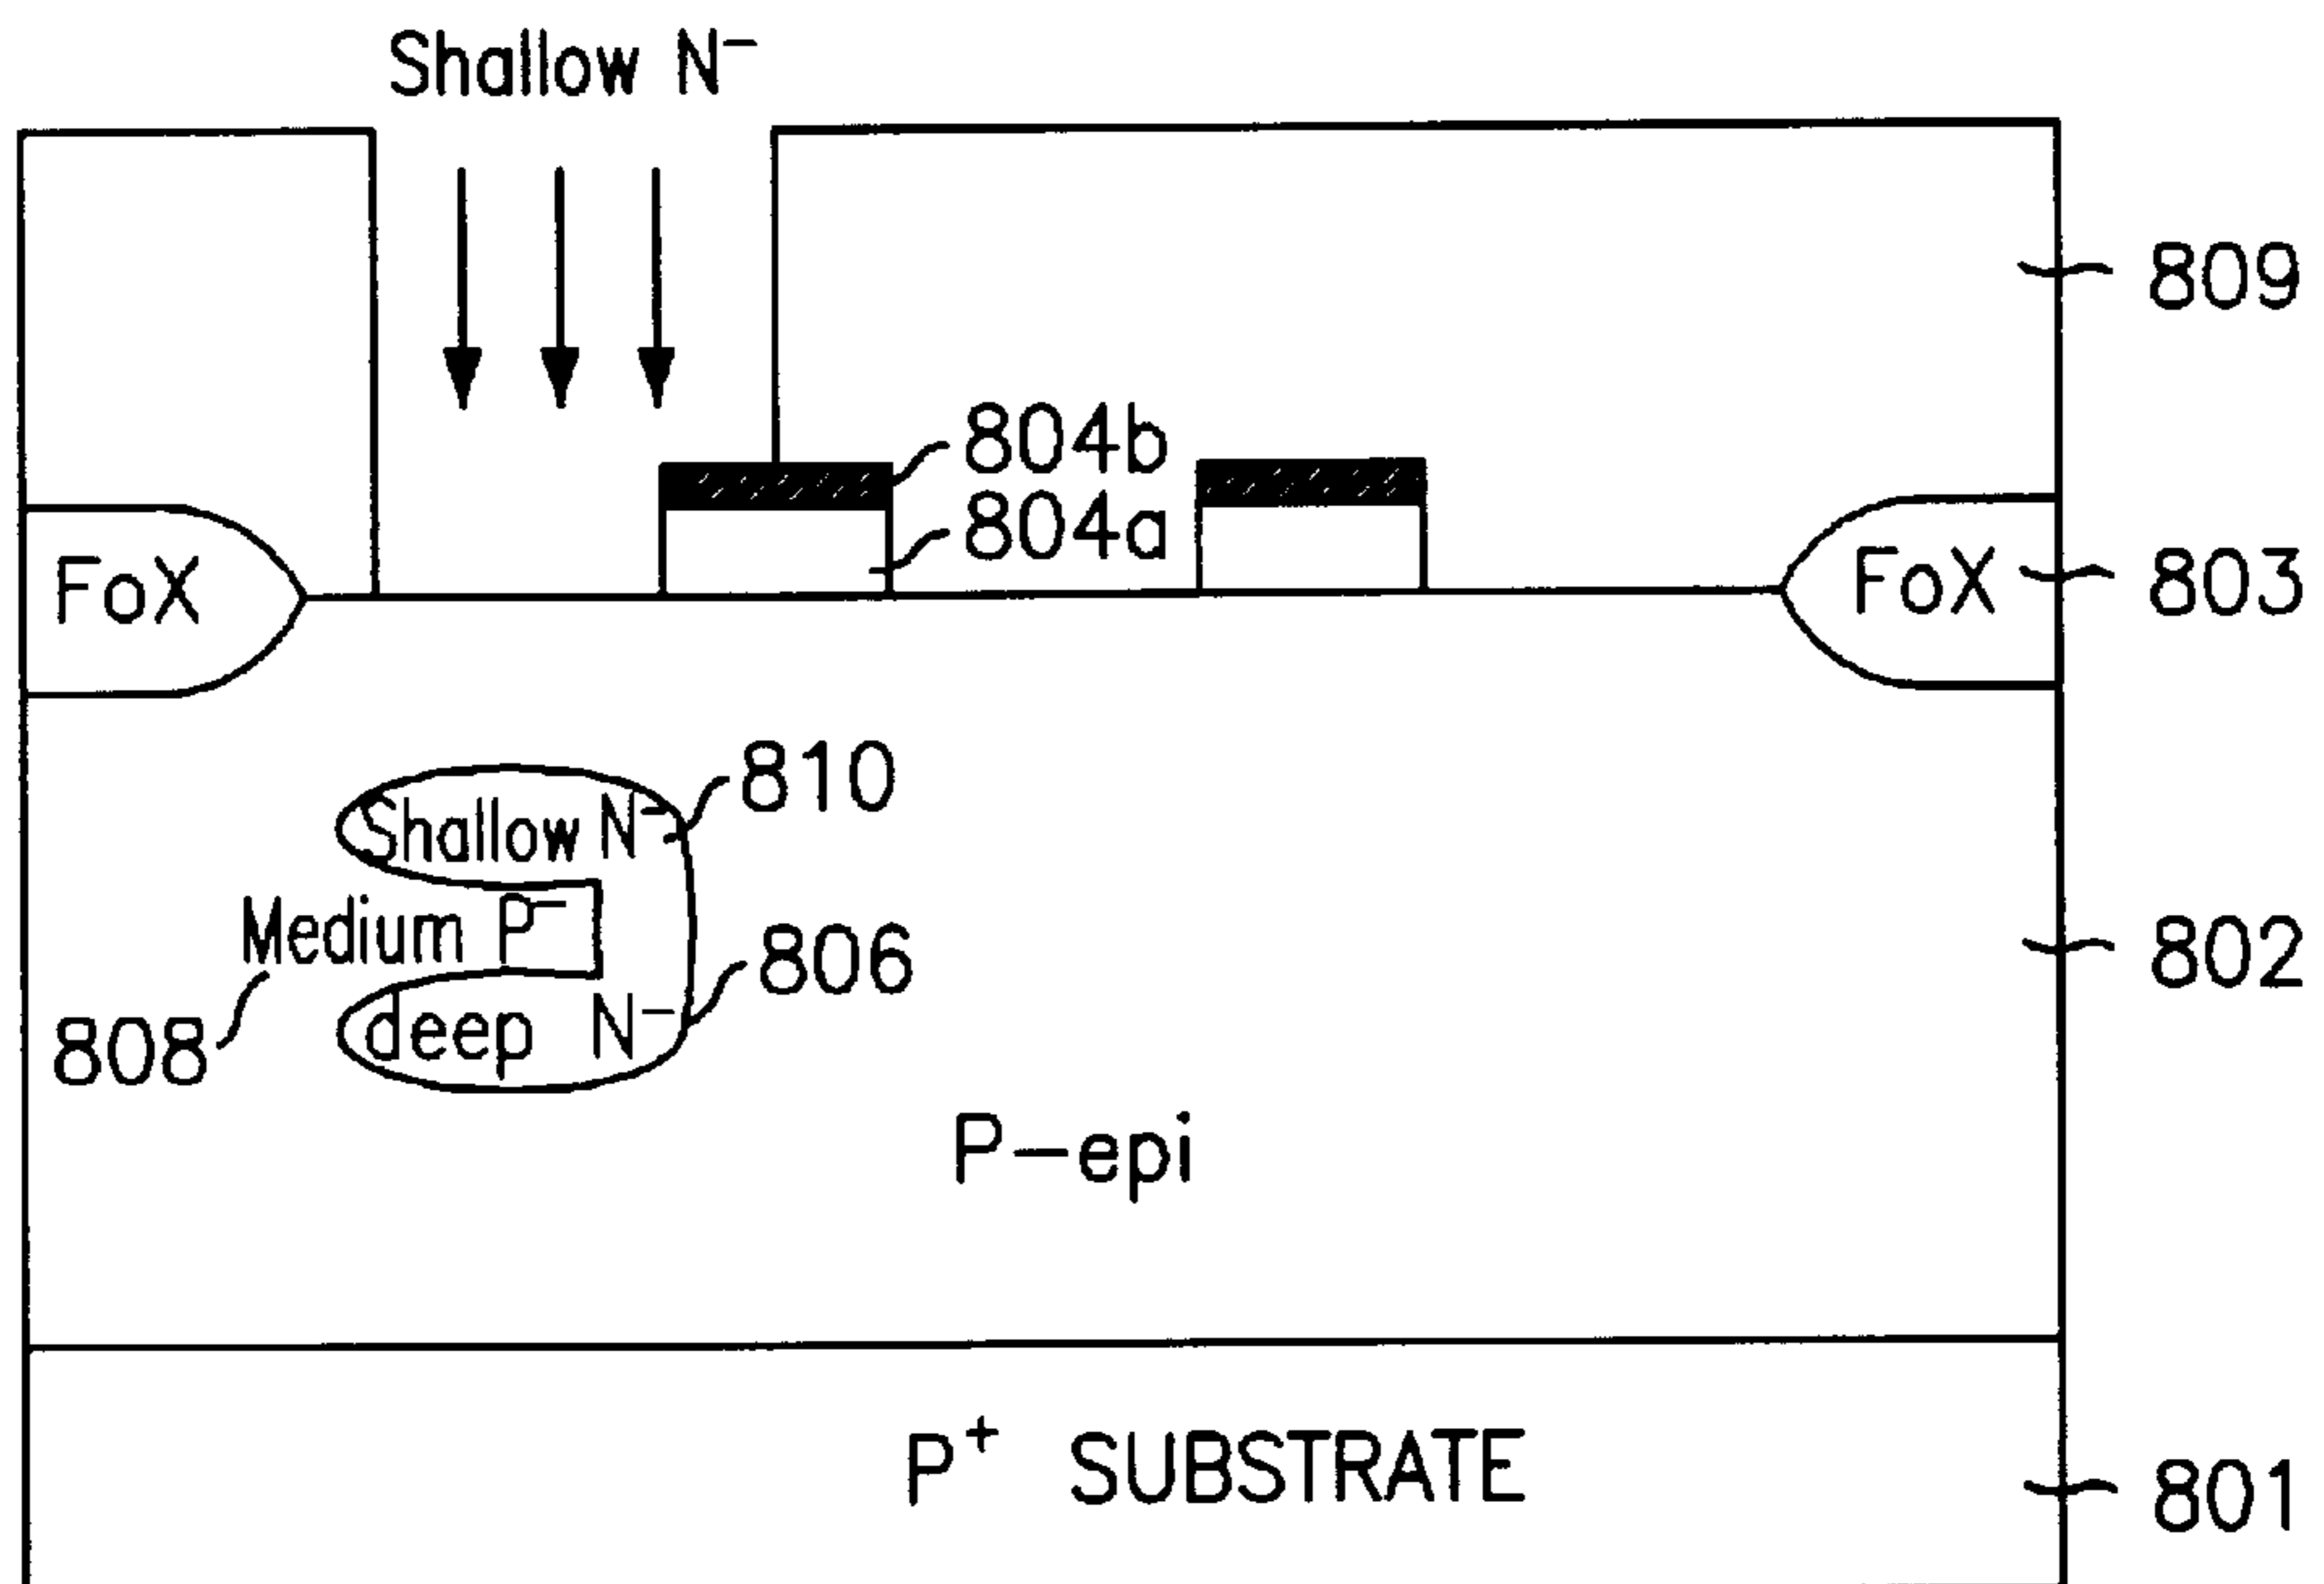 Shallow N⁻
809
804b
804a
FoX
FoX
803
810
Shallow N⁻
Medium P⁻
806
802
808
deep N⁻
P-epi
P⁺ SUBSTRATE
801